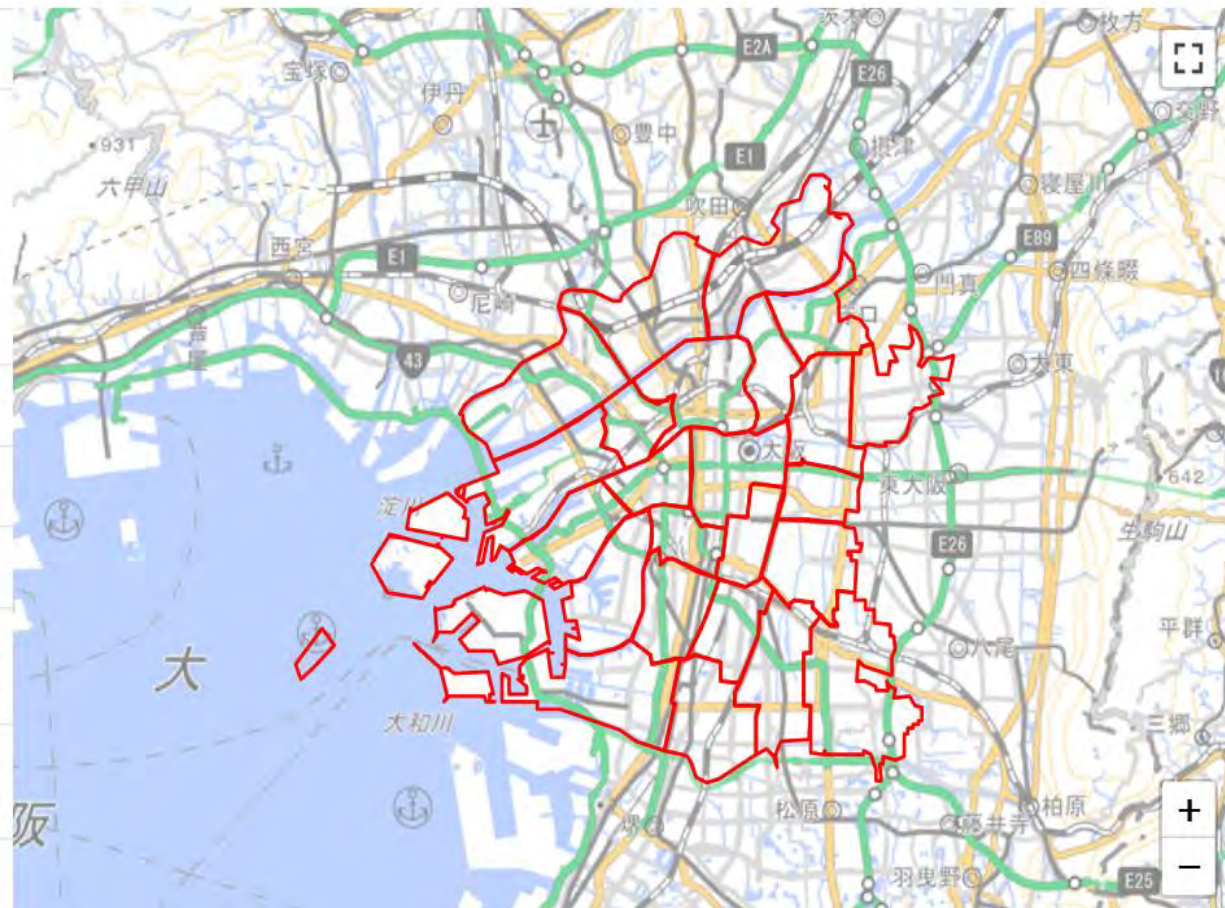 茨木
枚方
E2A
宝塚
E26
伊丹
交野
豊中
931
E1
摂津
六甲山
寝屋川
吹田
西宮
E89
E1
四條畷
門真
尼崎
口
芦屋
43
大東
大阪
東大阪
642
淀川
生駒山
E26
平群
八尾
大
大和川
三郷
阪
松原
柏原
+
堺
藤井寺
羽曳野
E25
−